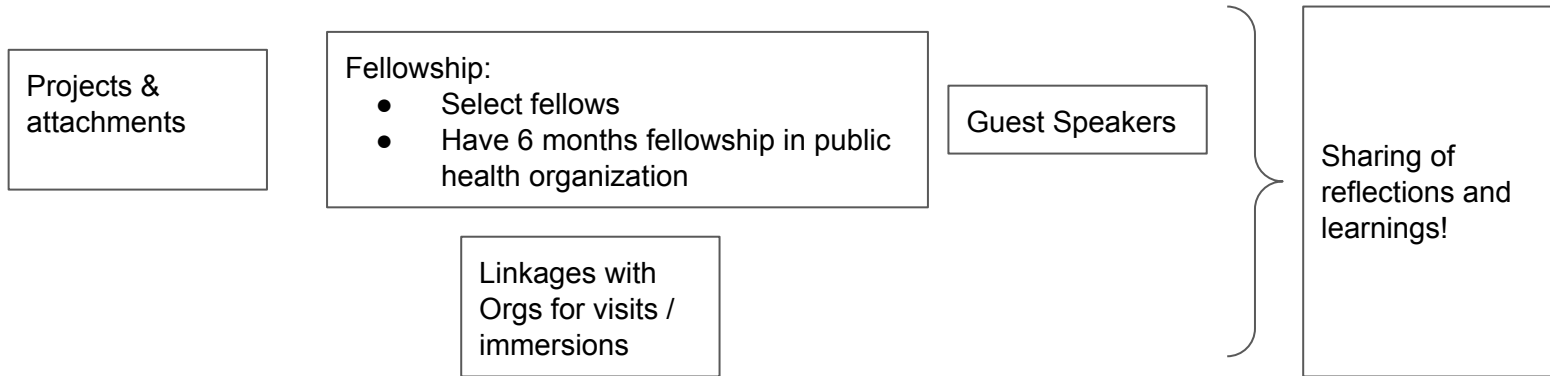 Projects &
attachments
Fellowship:
● Select fellows
● Have 6 months fellowship in public
health organization
Guest Speakers
Linkages with
Orgs for visits /
immersions
Sharing of
reflections and
learnings!